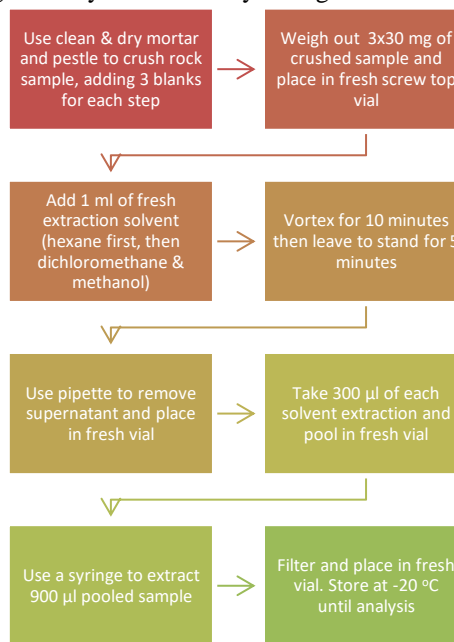 Use clean & dry mortar
and pestle to crush rock
sample, adding 3 blanks
for each step
Weigh out 3x30 mg of
crushed sample and
place in fresh screw top
vial
Add 1 ml of fresh
extraction solvent
(hexane first, then
dichloromethane &
methanol)
Vortex for 10 minutes
then leave to stand for 5
minutes
Use pipette to remove
supernatant and place
in fresh vial
Take 300 µl of each
solvent extraction and
pool in fresh vial
Use a syringe to extract
900 µl pooled sample
Filter and place in fresh
vial. Store at -20 °C
until analysis